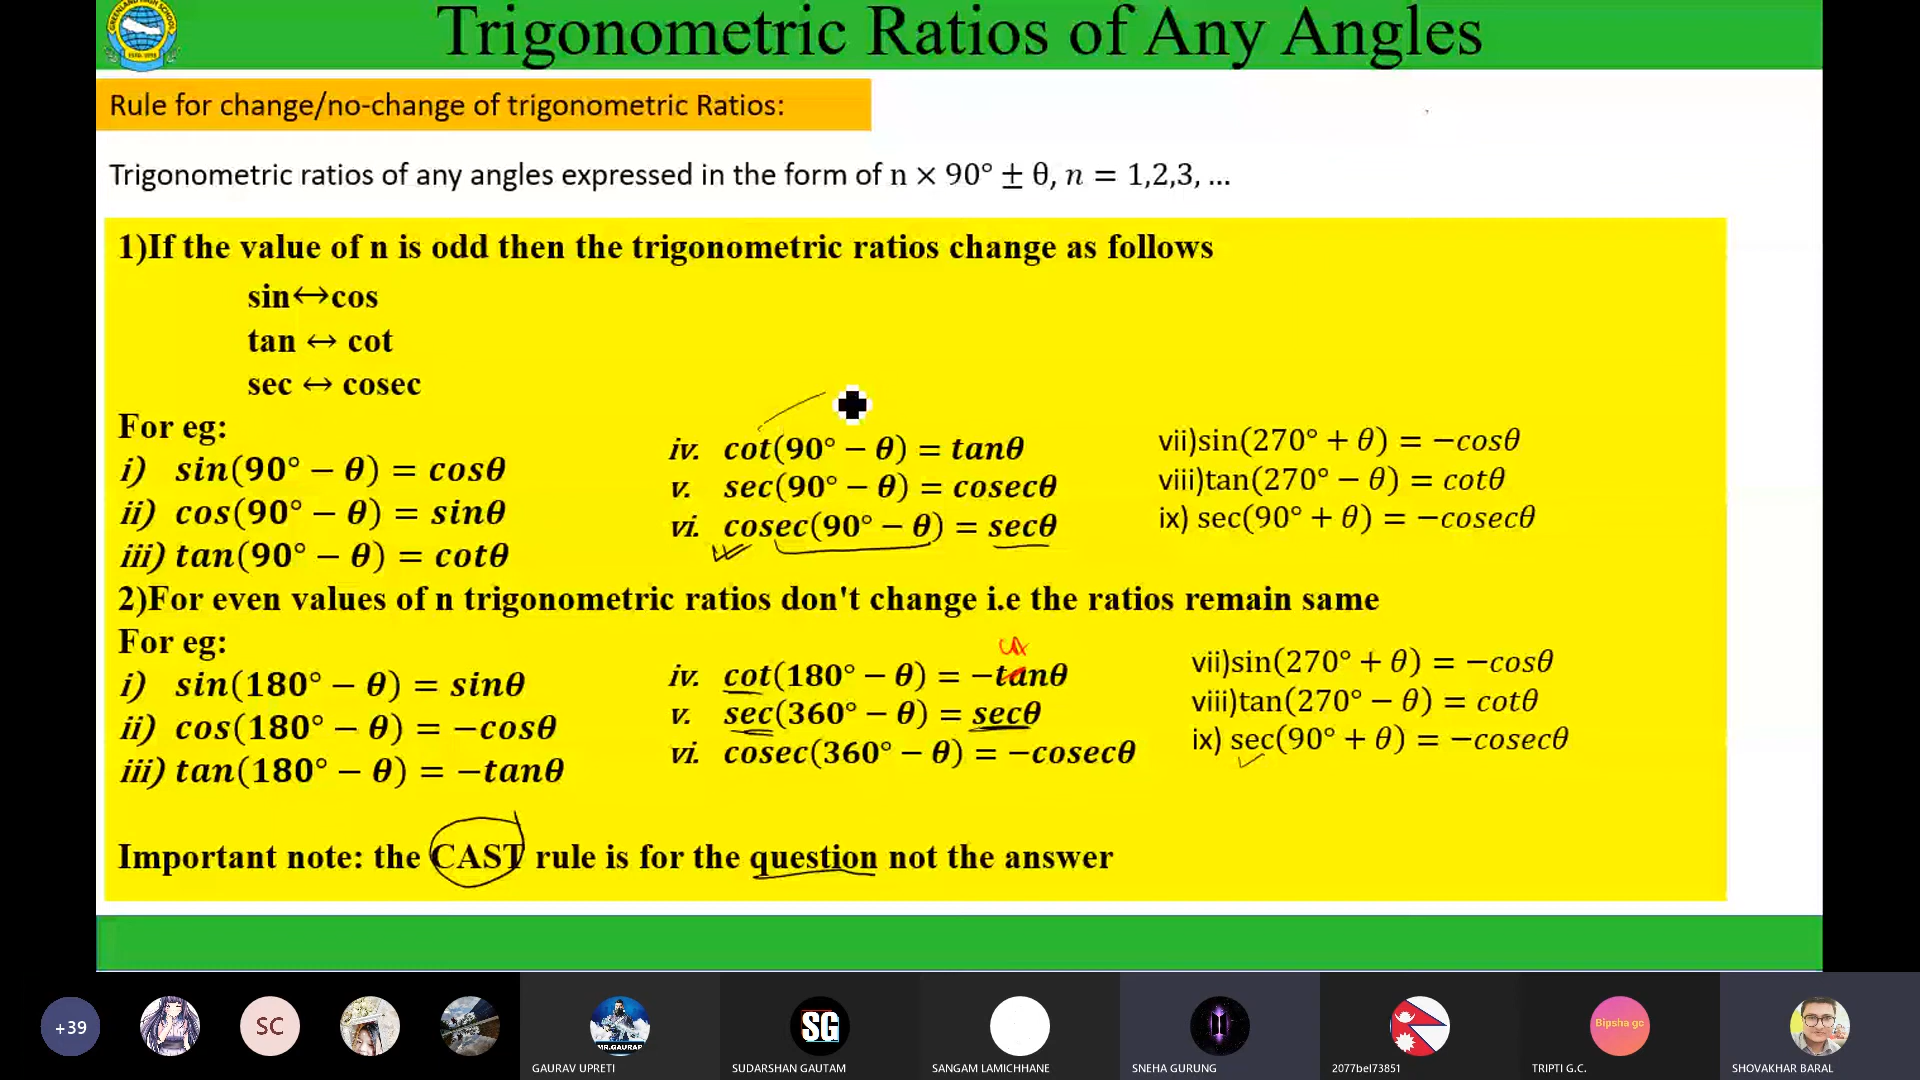 GREENLAND HIGH SCHOOL
Trigonometric Ratios of Any Angles
Rule for change/no-change of trigonometric Ratios:
Trigonometric ratios of any angles expressed in the form of n × 90° ± θ, n = 1,2,3, ...
1)If the value of n is odd then the trigonometric ratios change as follows
sin↔cos
tan ↔ cot
sec ↔ cosec
For eg:
i) sin(90° − θ) = cosθ
ii) cos(90° − θ) = sinθ
iii) tan(90° − θ) = cotθ
iv. cot(90° − θ) = tanθ
v. sec(90° − θ) = cosecθ
vi. cosec(90° − θ) = secθ
vii)sin(270° + θ) = −cosθ
viii)tan(270° − θ) = cotθ
ix) sec(90° + θ) = −cosecθ
2)For even values of n trigonometric ratios don't change i.e the ratios remain same
For eg:
i) sin(180° − θ) = sinθ
ii) cos(180° − θ) = −cosθ
iii) tan(180° − θ) = −tanθ
iv. cot(180° − θ) = −tanθ
v. sec(360° − θ) = secθ
vi. cosec(360° − θ) = −cosecθ
vii)sin(270° + θ) = −cosθ
viii)tan(270° − θ) = cotθ
ix) sec(90° + θ) = −cosecθ
Important note: the CAST rule is for the question not the answer
+39
SC
MR.GAURAB
GAURAV UPRETI
SG
SUDARSHAN GAUTAM
SANGAM LAMICHHANE
SNEHA GURUNG
2077bel73851
Bipsha gc
TRIPTI G.C.
SHOVAKHAR BARAL